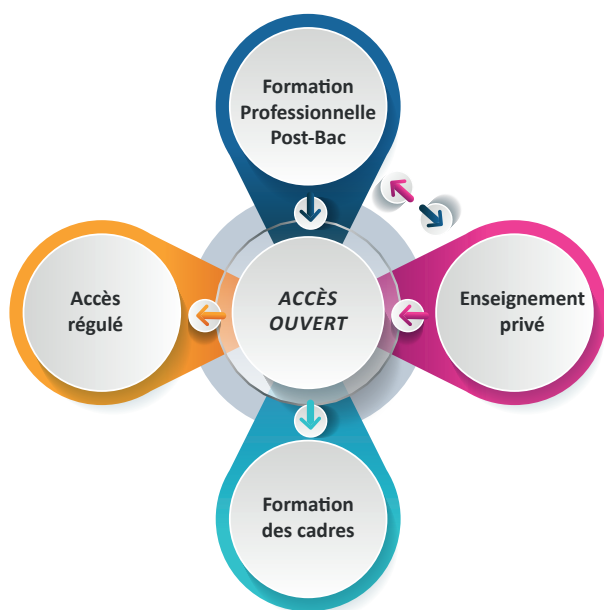 Formation
Professionnelle
Post-Bac
Accès
régulé
ACCÈS
OUVERT
Enseignement
privé
Formation
des cadres